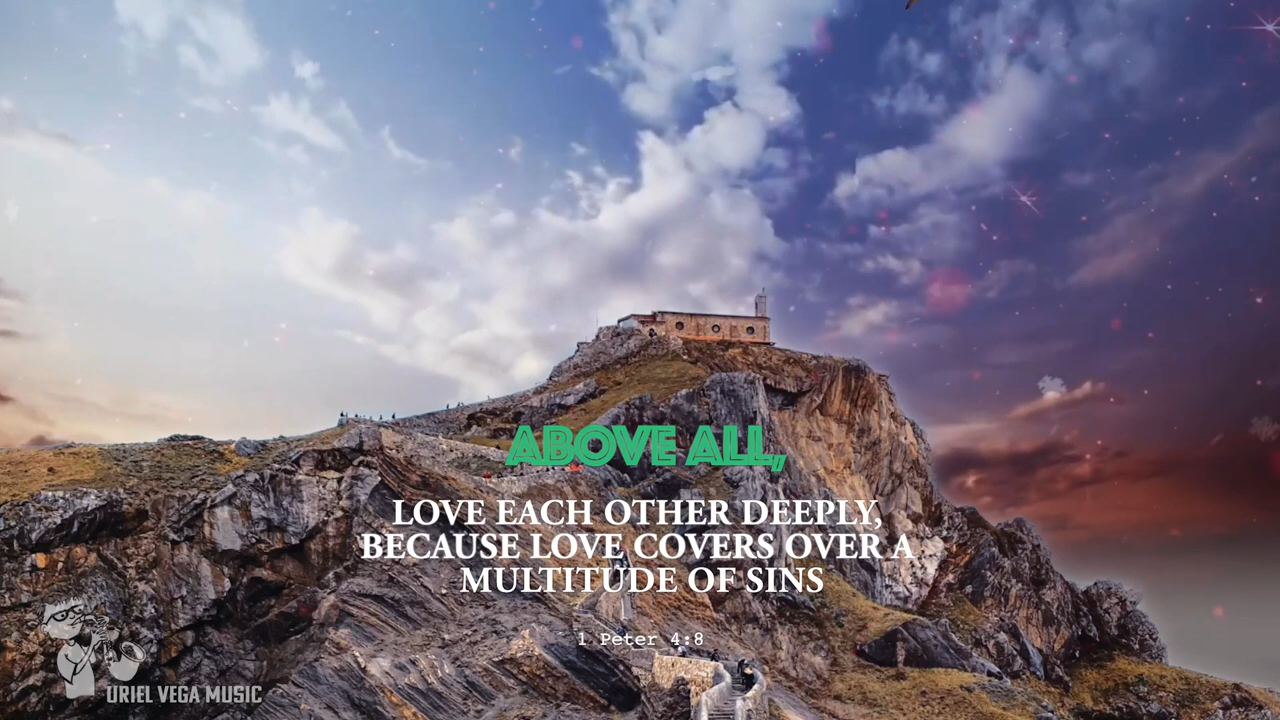 ABOVE ALL,
LOVE EACH OTHER DEEPLY,
BECAUSE LOVE COVERS OVER A
MULTITUDE OF SINS
1 Peter 4:8
URIEL VEGA MUSIC